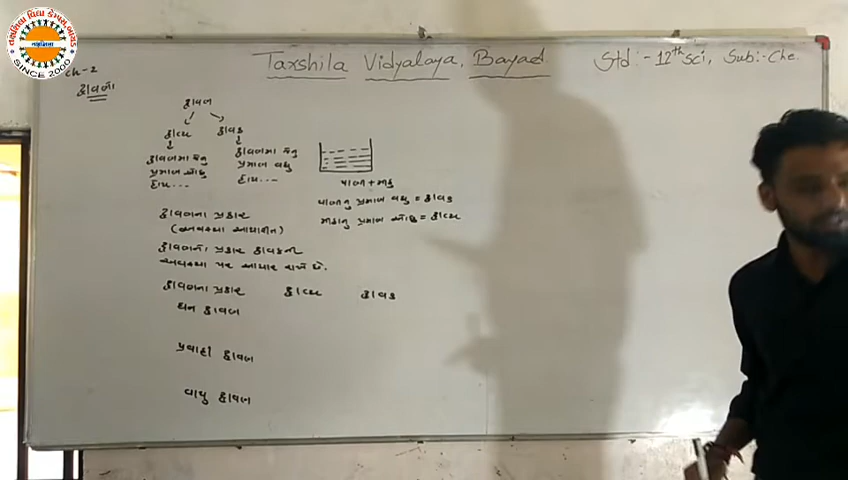 Taxshila Vidyalaya, Bayad
Std:- 12th sci, Sub:- Che.
SINCE 2000
ch-2
દ્રાવણો
દ્રાવણ
દ્રાવ્ય દ્રાવક
દ્રાવણમા જેનુ
પ્રમાણ ઓછુ
હોય...
દ્રાવણમા જેનુ
પ્રમાણ વધુ
હોય...
પાણી + મીઠુ
પાણીનુ પ્રમાણ વધુ = દ્રાવક
મીઠાનુ પ્રમાણ ઓછુ = દ્રાવ્ય
દ્રાવણના પ્રકાર
(અવસ્થા આધારીત)
દ્રાવણનો પ્રકાર દ્રાવકની
અવસ્થા પર આધાર રાખે છે.
દ્રાવણના પ્રકાર દ્રાવ્ય દ્રાવક
ઘન દ્રાવણ
પ્રવાહી દ્રાવણ
વાયુ દ્રાવણ